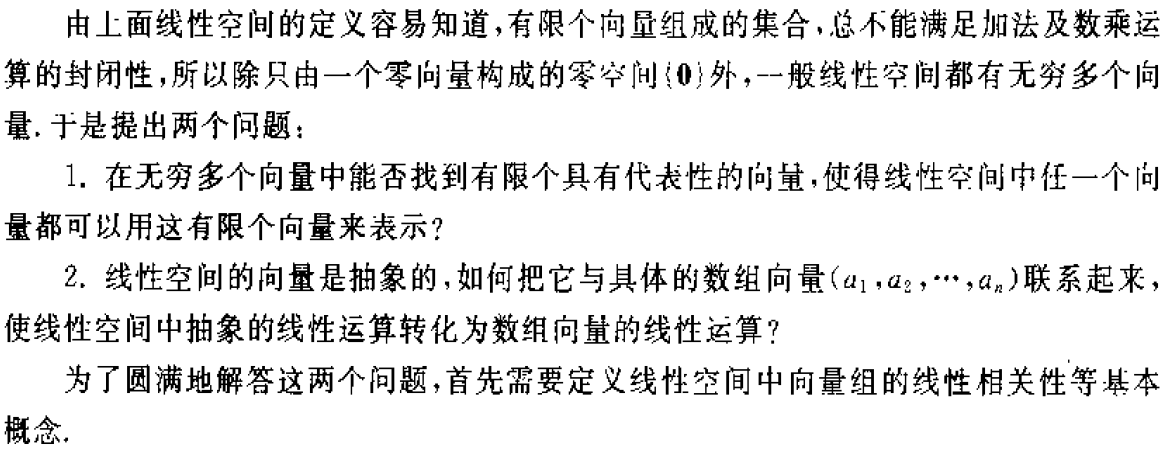 由上面线性空间的定义容易知道,有限个向量组成的集合,总不能满足加法及数乘运
算的封闭性,所以除只由一个零向量构成的零空间{0}外,一般线性空间都有无穷多个向
量.于是提出两个问题:
1. 在无穷多个向量中能否找到有限个具有代表性的向量,使得线性空间中任一个向
量都可以用这有限个向量来表示?
2. 线性空间的向量是抽象的,如何把它与具体的数组向量(a₁,a₂,⋯,aₙ)联系起来,
使线性空间中抽象的线性运算转化为数组向量的线性运算?
为了圆满地解答这两个问题,首先需要定义线性空间中向量组的线性相关性等基本
概念.